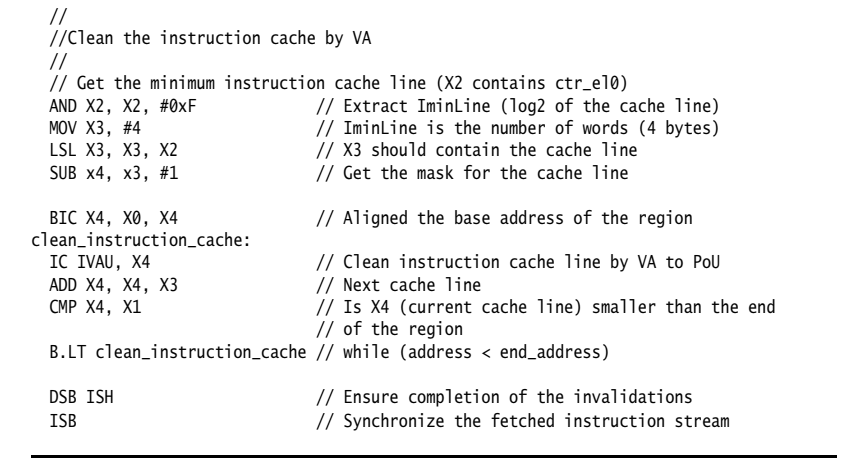 //
//Clean the instruction cache by VA
//
// Get the minimum instruction cache line (X2 contains ctr_el0)
AND X2, X2, #0xF // Extract IminLine (log2 of the cache line)
MOV X3, #4 // IminLine is the number of words (4 bytes)
LSL X3, X3, X2 // X3 should contain the cache line
SUB x4, x3, #1 // Get the mask for the cache line
BIC X4, X0, X4 // Aligned the base address of the region
clean_instruction_cache:
IC IVAU, X4 // Clean instruction cache line by VA to PoU
ADD X4, X4, X3 // Next cache line
CMP X4, X1 // Is X4 (current cache line) smaller than the end
// of the region
B.LT clean_instruction_cache // while (address < end_address)
DSB ISH // Ensure completion of the invalidations
ISB // Synchronize the fetched instruction stream